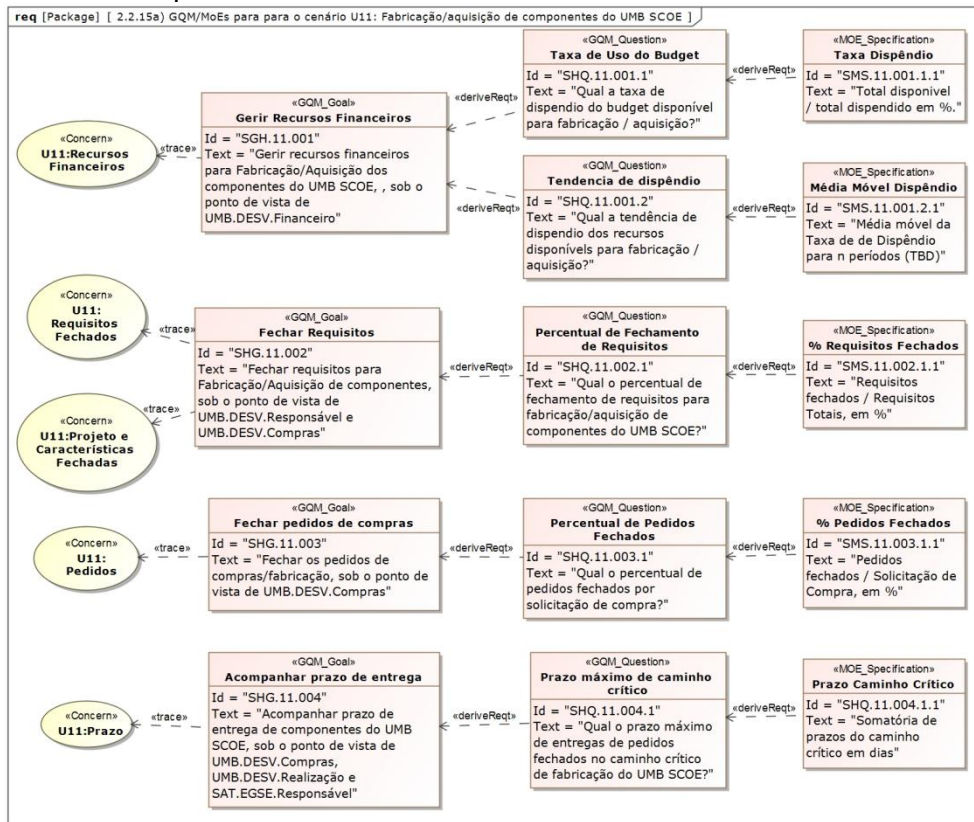 req [Package] [ 2.2.15a) GQM/MoEs para para o cenário U11: Fabricação/aquisição de componentes do UMB SCOE ]
«Concern»
U11:Recursos
Financeiros
«trace»
«GQM_Goal»
Gerir Recursos Financeiros
Id = "SGH.11.001"
Text = "Gerir recursos financeiros
para Fabricação/Aquisição dos
componentes do UMB SCOE, , sob o
ponto de vista de
UMB.DESV.Financeiro"
«deriveReqt»
«GQM_Question»
Taxa de Uso do Budget
Id = "SHQ.11.001.1"
Text = "Qual a taxa de
dispendio do budget disponível
para fabricação / aquisição?"
«deriveReqt»
«MOE_Specification»
Taxa Dispêndio
Id = "SMS.11.001.1.1"
Text = "Total disponivel
/ total dispendido em %."
«deriveReqt»
«GQM_Question»
Tendencia de dispêndio
Id = "SHQ.11.001.2"
Text = "Qual a tendência de
dispendio dos recursos
disponívels para fabricação /
aquisição?"
«deriveReqt»
«MOE_Specification»
Média Móvel Dispêndio
Id = "SMS.11.001.2.1"
Text = "Média móvel da
Taxa de de Dispêndio
para n períodos (TBD)"
«Concern»
U11:
Requisitos
Fechados
«trace»
«Concern»
U11:Projeto e
Características
Fechadas
«trace»
«GQM_Goal»
Fechar Requisitos
Id = "SHG.11.002"
Text = "Fechar requisitos para
Fabricação/Aquisição de componentes,
sob o ponto de vista de
UMB.DESV.Responsável e
UMB.DESV.Compras"
«deriveReqt»
«GQM_Question»
Percentual de Fechamento
de Requisitos
Id = "SHQ.11.002.1"
Text = "Qual o percentual de
fechamento de requisitos para
fabricação/aquisição de
componentes do UMB SCOE?"
«deriveReqt»
«MOE_Specification»
% Requisitos Fechados
Id = "SMS.11.002.1.1"
Text = "Requisitos
fechados / Requisitos
Totais, em %"
«Concern»
U11:
Pedidos
«trace»
«GQM_Goal»
Fechar pedidos de compras
Id = "SHG.11.003"
Text = "Fechar os pedidos de
compras/fabricação, sob o ponto de
vista de UMB.DESV.Compras"
«deriveReqt»
«GQM_Question»
Percentual de Pedidos
Fechados
Id = "SHQ.11.003.1"
Text = "Qual o percentual de
pedidos fechados por
solicitação de compra?"
«deriveReqt»
«MOE_Specification»
% Pedidos Fechados
Id = "SMS.11.003.1.1"
Text = "Pedidos
fechados / Solicitação de
Compra, em %"
«Concern»
U11:Prazo
«trace»
«GQM_Goal»
Acompanhar prazo de entrega
Id = "SHG.11.004"
Text = "Acompanhar prazo de
entrega de componentes do UMB
SCOE, sob o ponto de vista de
UMB.DESV.Compras,
UMB.DESV.Realização e
SAT.EGSE.Responsável"
«deriveReqt»
«GQM_Question»
Prazo máximo de caminho
crítico
Id = "SHQ.11.004.1"
Text = "Qual o prazo máximo
de entregas de pedidos
fechados no caminho crítico
de fabricação do UMB SCOE?"
«deriveReqt»
«MOE_Specification»
Prazo Caminho Crítico
Id = "SHQ.11.004.1.1"
Text = "Somatória de
prazos do caminho
crítico em dias"